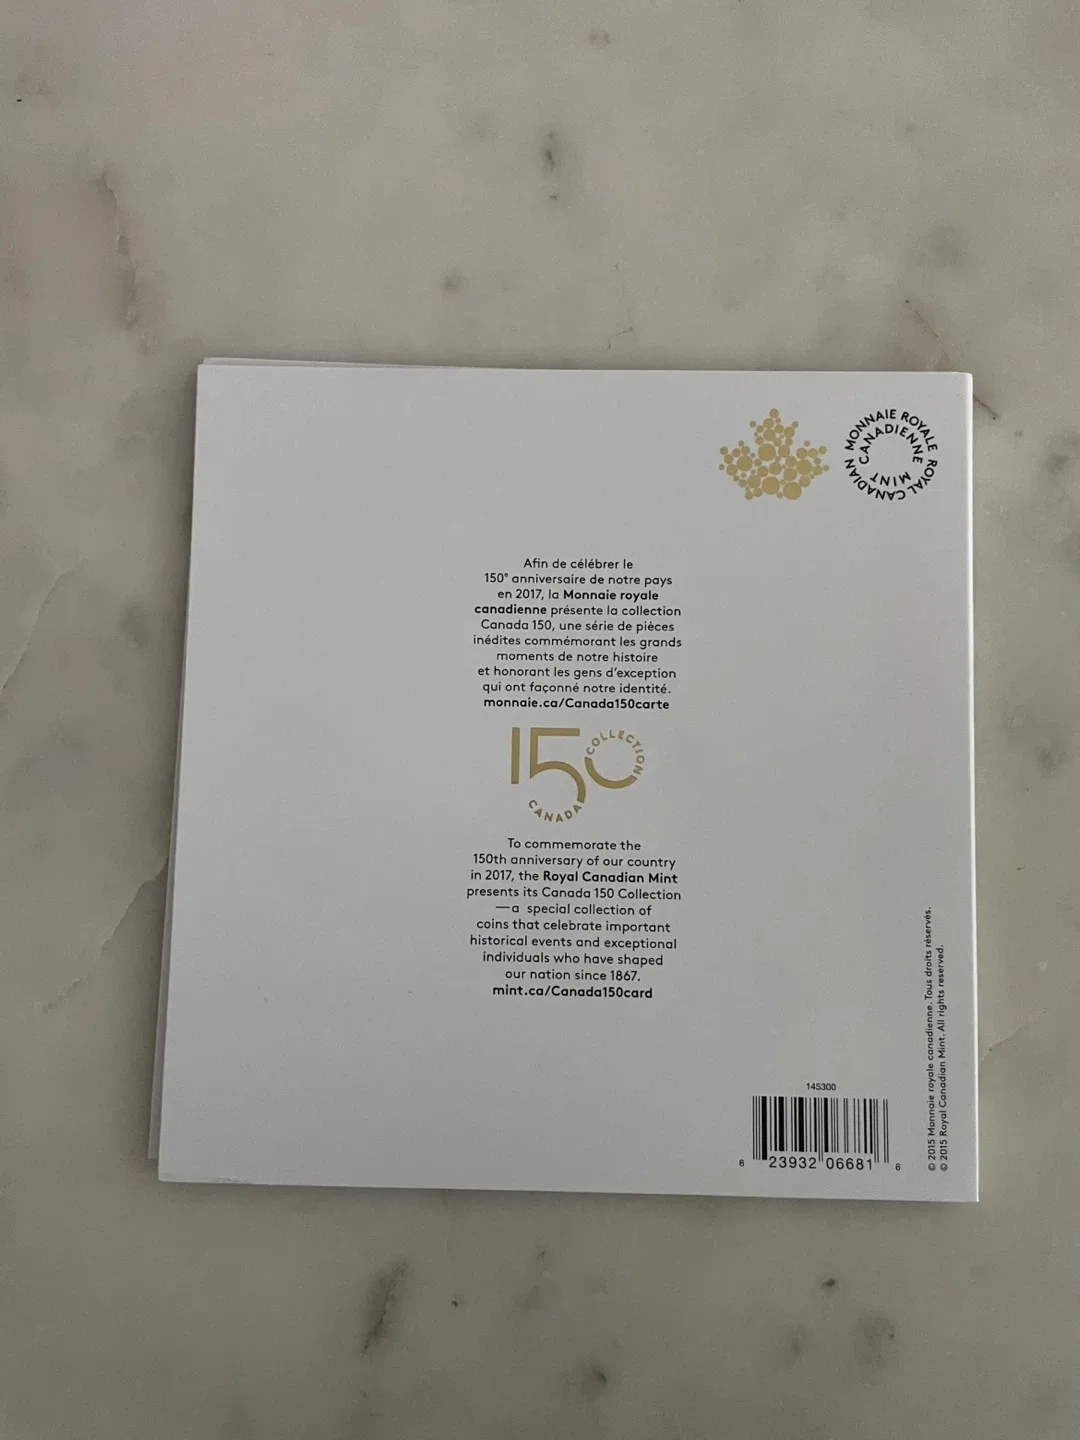 MONNAIE ROYALE CANADIENNE
ROYAL CANADIAN MINT
Afin de célébrer le
150e anniversaire de notre pays
en 2017, la Monnaie royale
canadienne présente la collection
Canada 150, une série de pièces
inédites commémorant les grands
moments de notre histoire
et honorant les gens d'exception
qui ont façonné notre identité.
monnaie.ca/Canada150carte
150
COLLECTION
CANADA
To commemorate the
150th anniversary of our country
in 2017, the Royal Canadian Mint
presents its Canada 150 Collection
—a special collection of
coins that celebrate important
historical events and exceptional
individuals who have shaped
our nation since 1867.
mint.ca/Canada150card
145300
6 23932 06681 6
© 2015 Monnaie royale canadienne. Tous droits réservés.
© 2015 Royal Canadian Mint. All rights reserved.